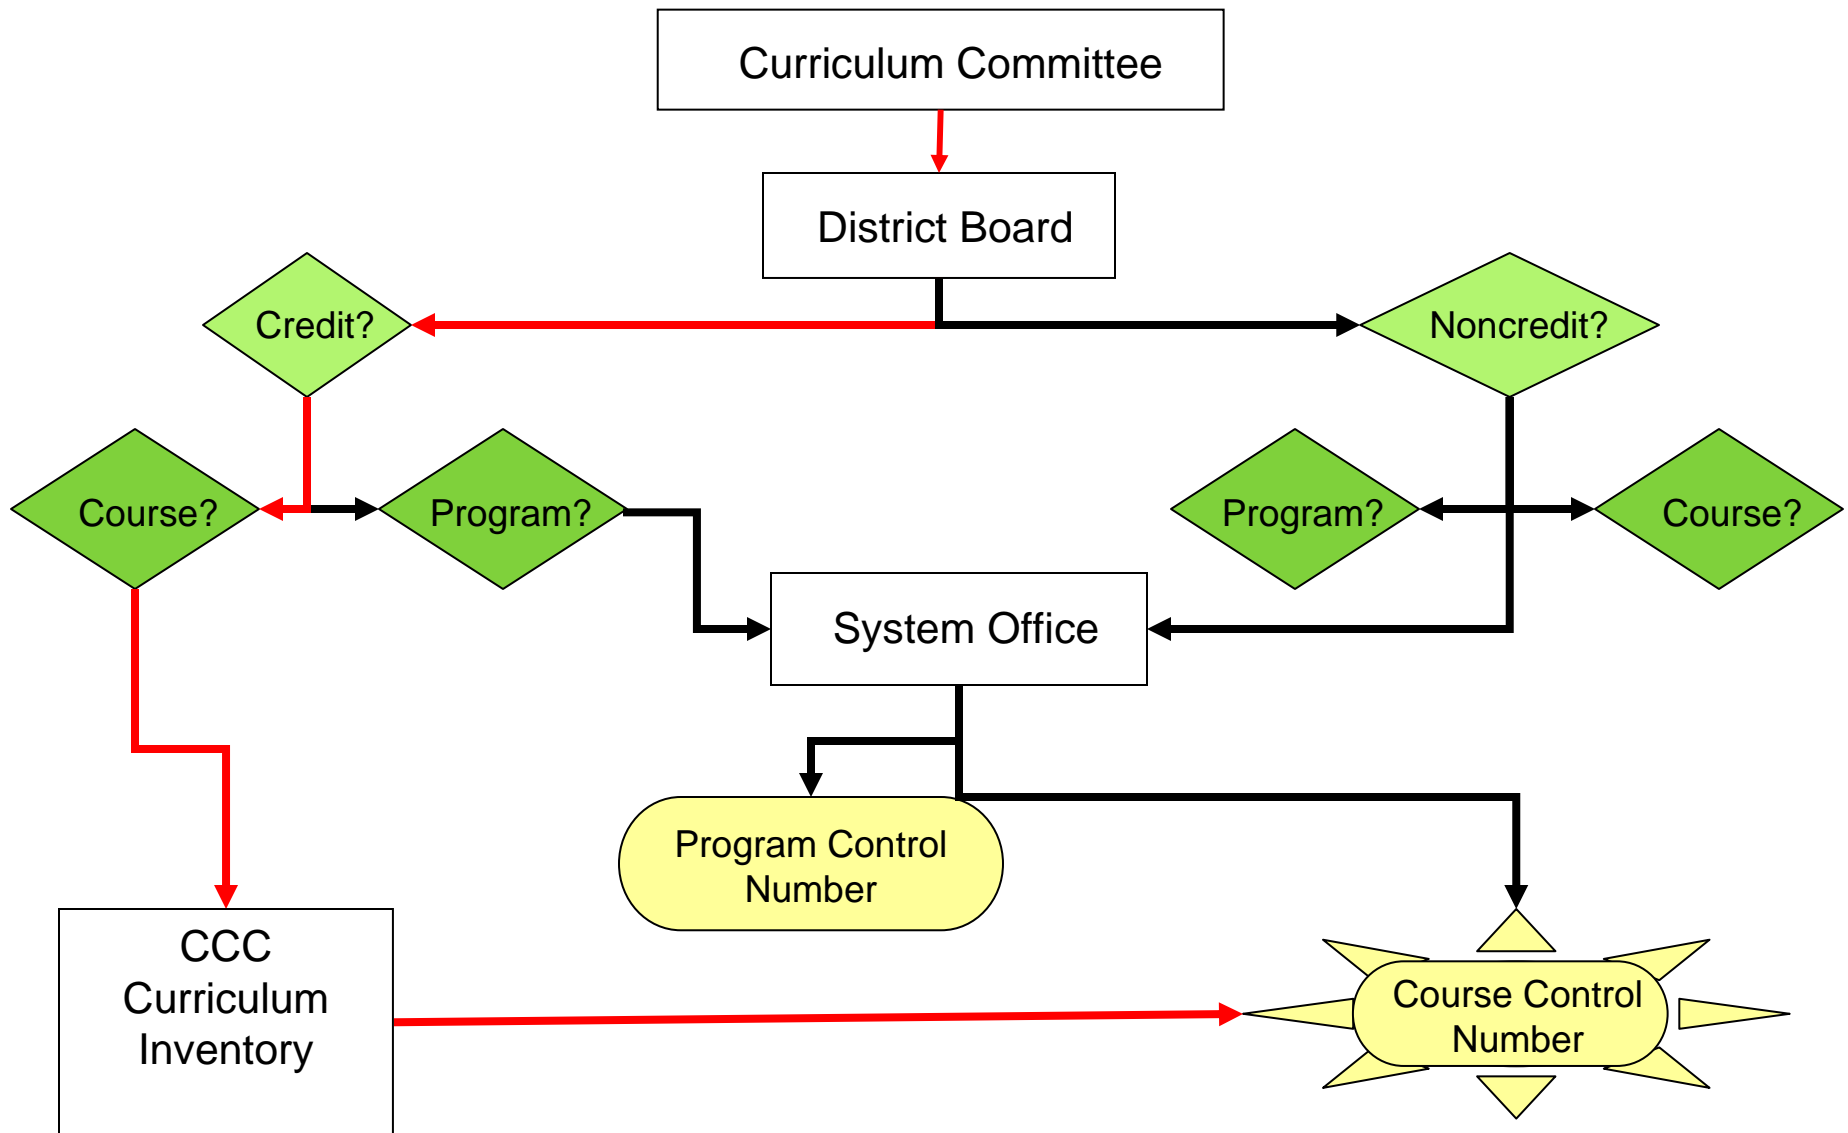 Curriculum Committee
District Board
Credit?
Noncredit?
Course?
Program?
Program?
Course?
System Office
Program Control
Number
CCC
Curriculum
Inventory
Course Control
Number